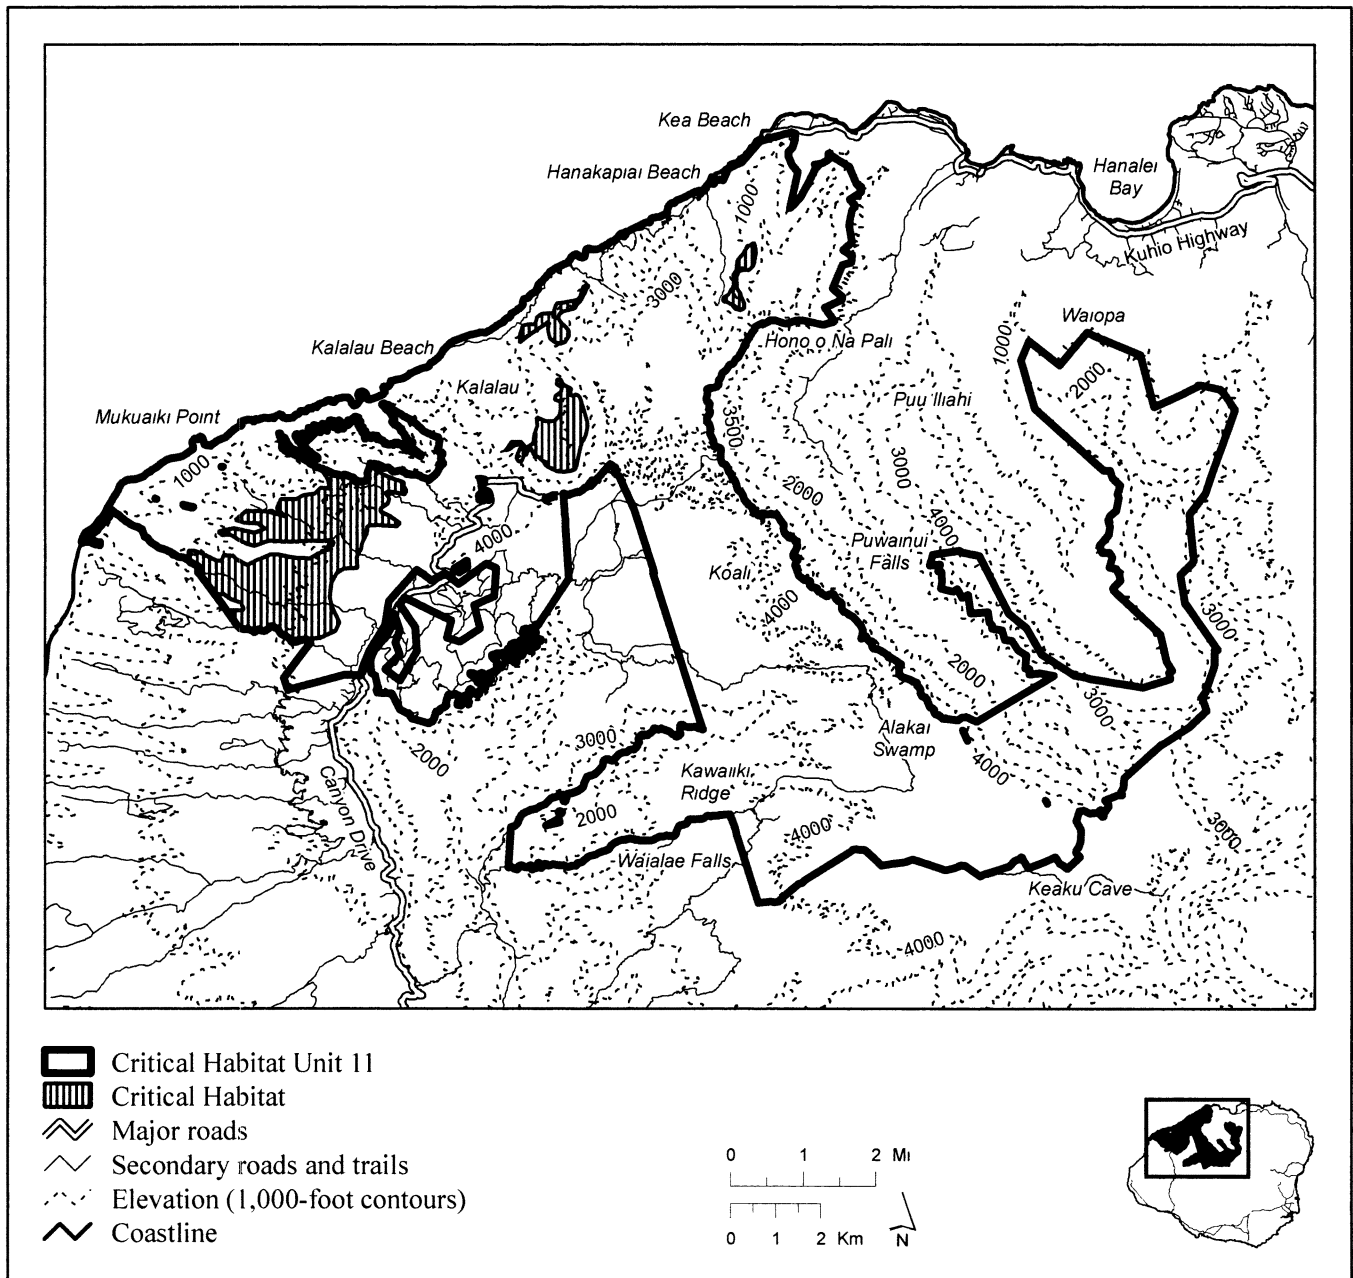 Kea Beach
Hanakapiai Beach
Hanalei
Bay
Kuhio Highway
1000
3000
Waiopa
1000
Hono o Na Pali
Kalalau Beach
Kalalau
2000
Puu Iliahi
Mukuaiki Point
3500
1000
3000
2000
4000
4000
Puwainui
Falls
Koali
4000
3000
2000
3000
Alakai
Swamp
3000
2000
4000
Kawaiiki
Ridge
Canyon Drive
2000
4000
3000
Waialae Falls
Keaku Cave
4000
Critical Habitat Unit 11
Critical Habitat
Major roads
Secondary roads and trails
Elevation (1,000-foot contours)
Coastline
0 1 2 Mi
0 1 2 Km
N